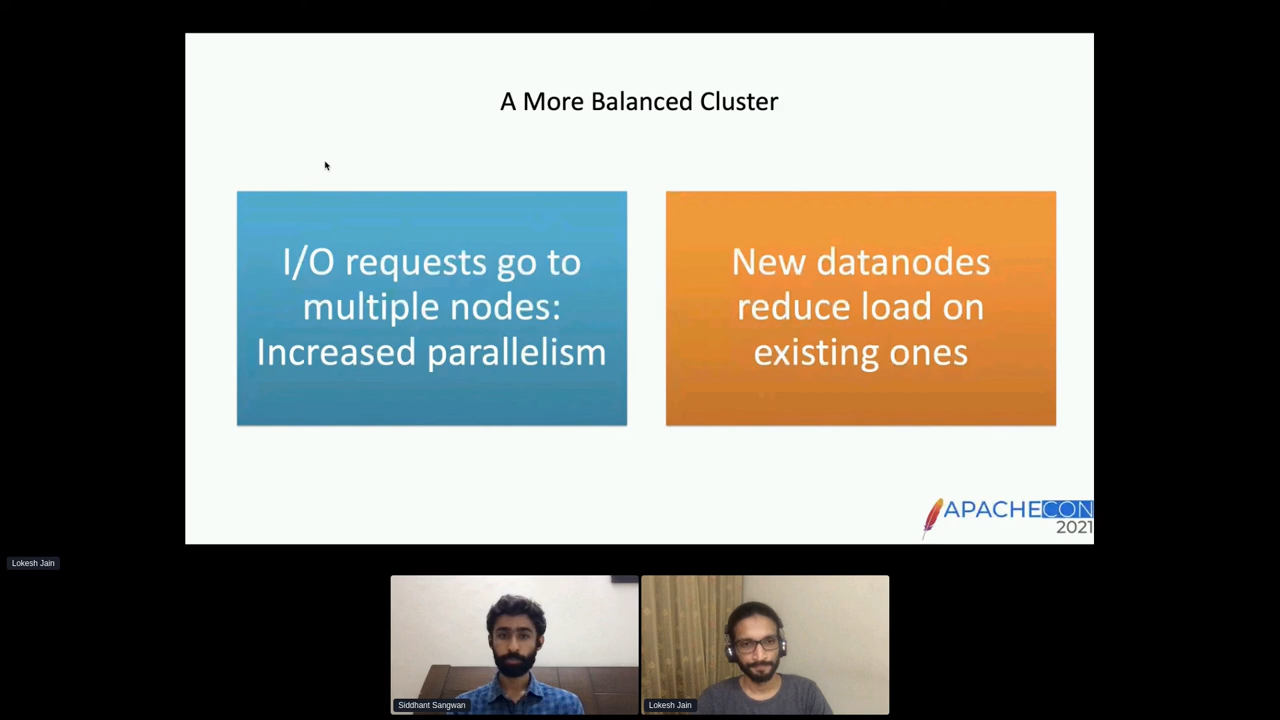 A More Balanced Cluster
I/O requests go to
multiple nodes:
Increased parallelism
New datanodes
reduce load on
existing ones
APACHECON
2021
Lokesh Jain
Siddhant Sangwan
Lokesh Jain